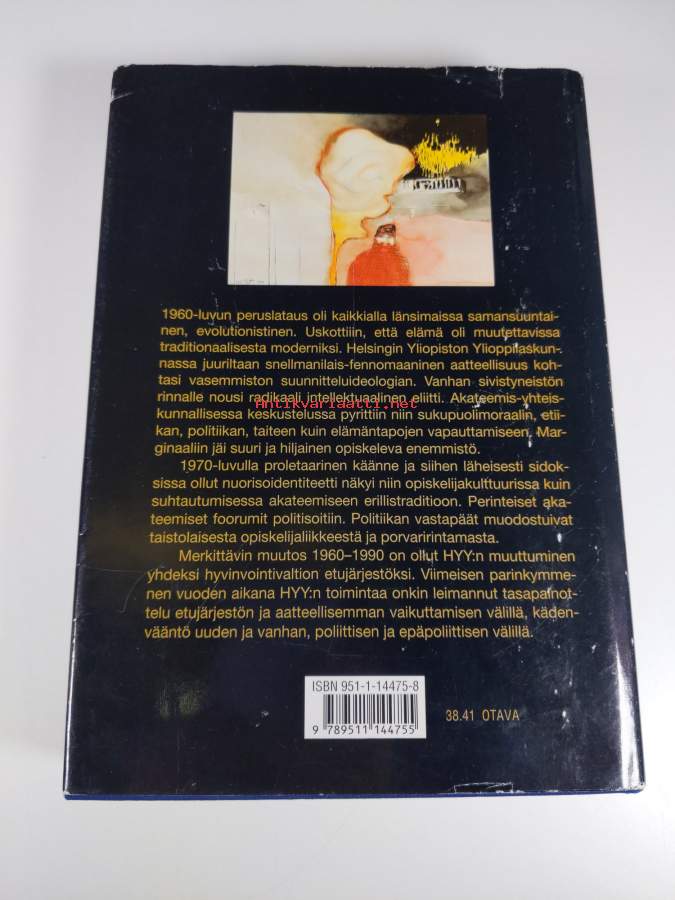 1960-luvun peruslataus oli kaikkialla länsimaissa samansuuntai-
nen, evolutionistinen. Uskottiin, että elämä oli muutettavissa
traditionaalisesta moderniksi. Helsingin Yliopiston Ylioppilaskun-
nassa juuriltaan snellmanilais-fennomaaninen aatteellisuus koh-
tasi vasemmiston suunnitteluideologian. Vanhan sivistyneistön
rinnalle nousi radikaali intellektuaalinen eliitti. Akateemis-yhteis-
Antikvariaatti.net
kunnallisessa keskustelussa pyrittiin niin sukupuolimoraalin, etii-
kan, politiikan, taiteen kuin elämäntapojen vapauttamiseen. Mar-
ginaaliin jäi suuri ja hiljainen opiskeleva enemmistö.
1970-luvulla proletaarinen käänne ja siihen läheisesti sidok-
sissa ollut nuorisoidentiteetti näkyi niin opiskelijakulttuurissa kuin
suhtautumisessa akateemiseen erillistraditioon. Perinteiset aka-
teemiset foorumit politisoitiin. Politiikan vastapäät muodostuivat
taistolaisesta opiskelijaliikkeestä ja porvaririntamasta.
Merkittävin muutos 1960–1990 on ollut HYY:n muuttuminen
yhdeksi hyvinvointivaltion etujärjestöksi. Viimeisen parinkymme-
nen vuoden aikana HYY:n toimintaa onkin leimannut tasapainot-
telu etujärjestön ja aatteellisemman vaikuttamisen välillä, käden-
vääntö uuden ja vanhan, poliittisen ja epäpoliittisen välillä.
ISBN 951-1-14475-8
9 789511 144755
38.41 OTAVA